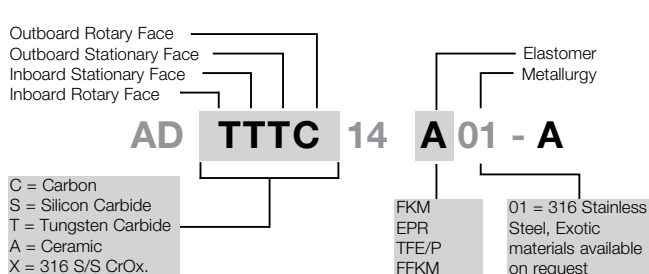 Outboard Rotary Face
Outboard Stationary Face
Inboard Stationary Face
Inboard Rotary Face
Elastomer
Metallurgy
AD TTTC 14 A 01 - A
C = Carbon
S = Silicon Carbide
T = Tungsten Carbide
A = Ceramic
X = 316 S/S CrOx.
FKM
EPR
TFE/P
FFKM
01 = 316 Stainless
Steel, Exotic
materials available
on request